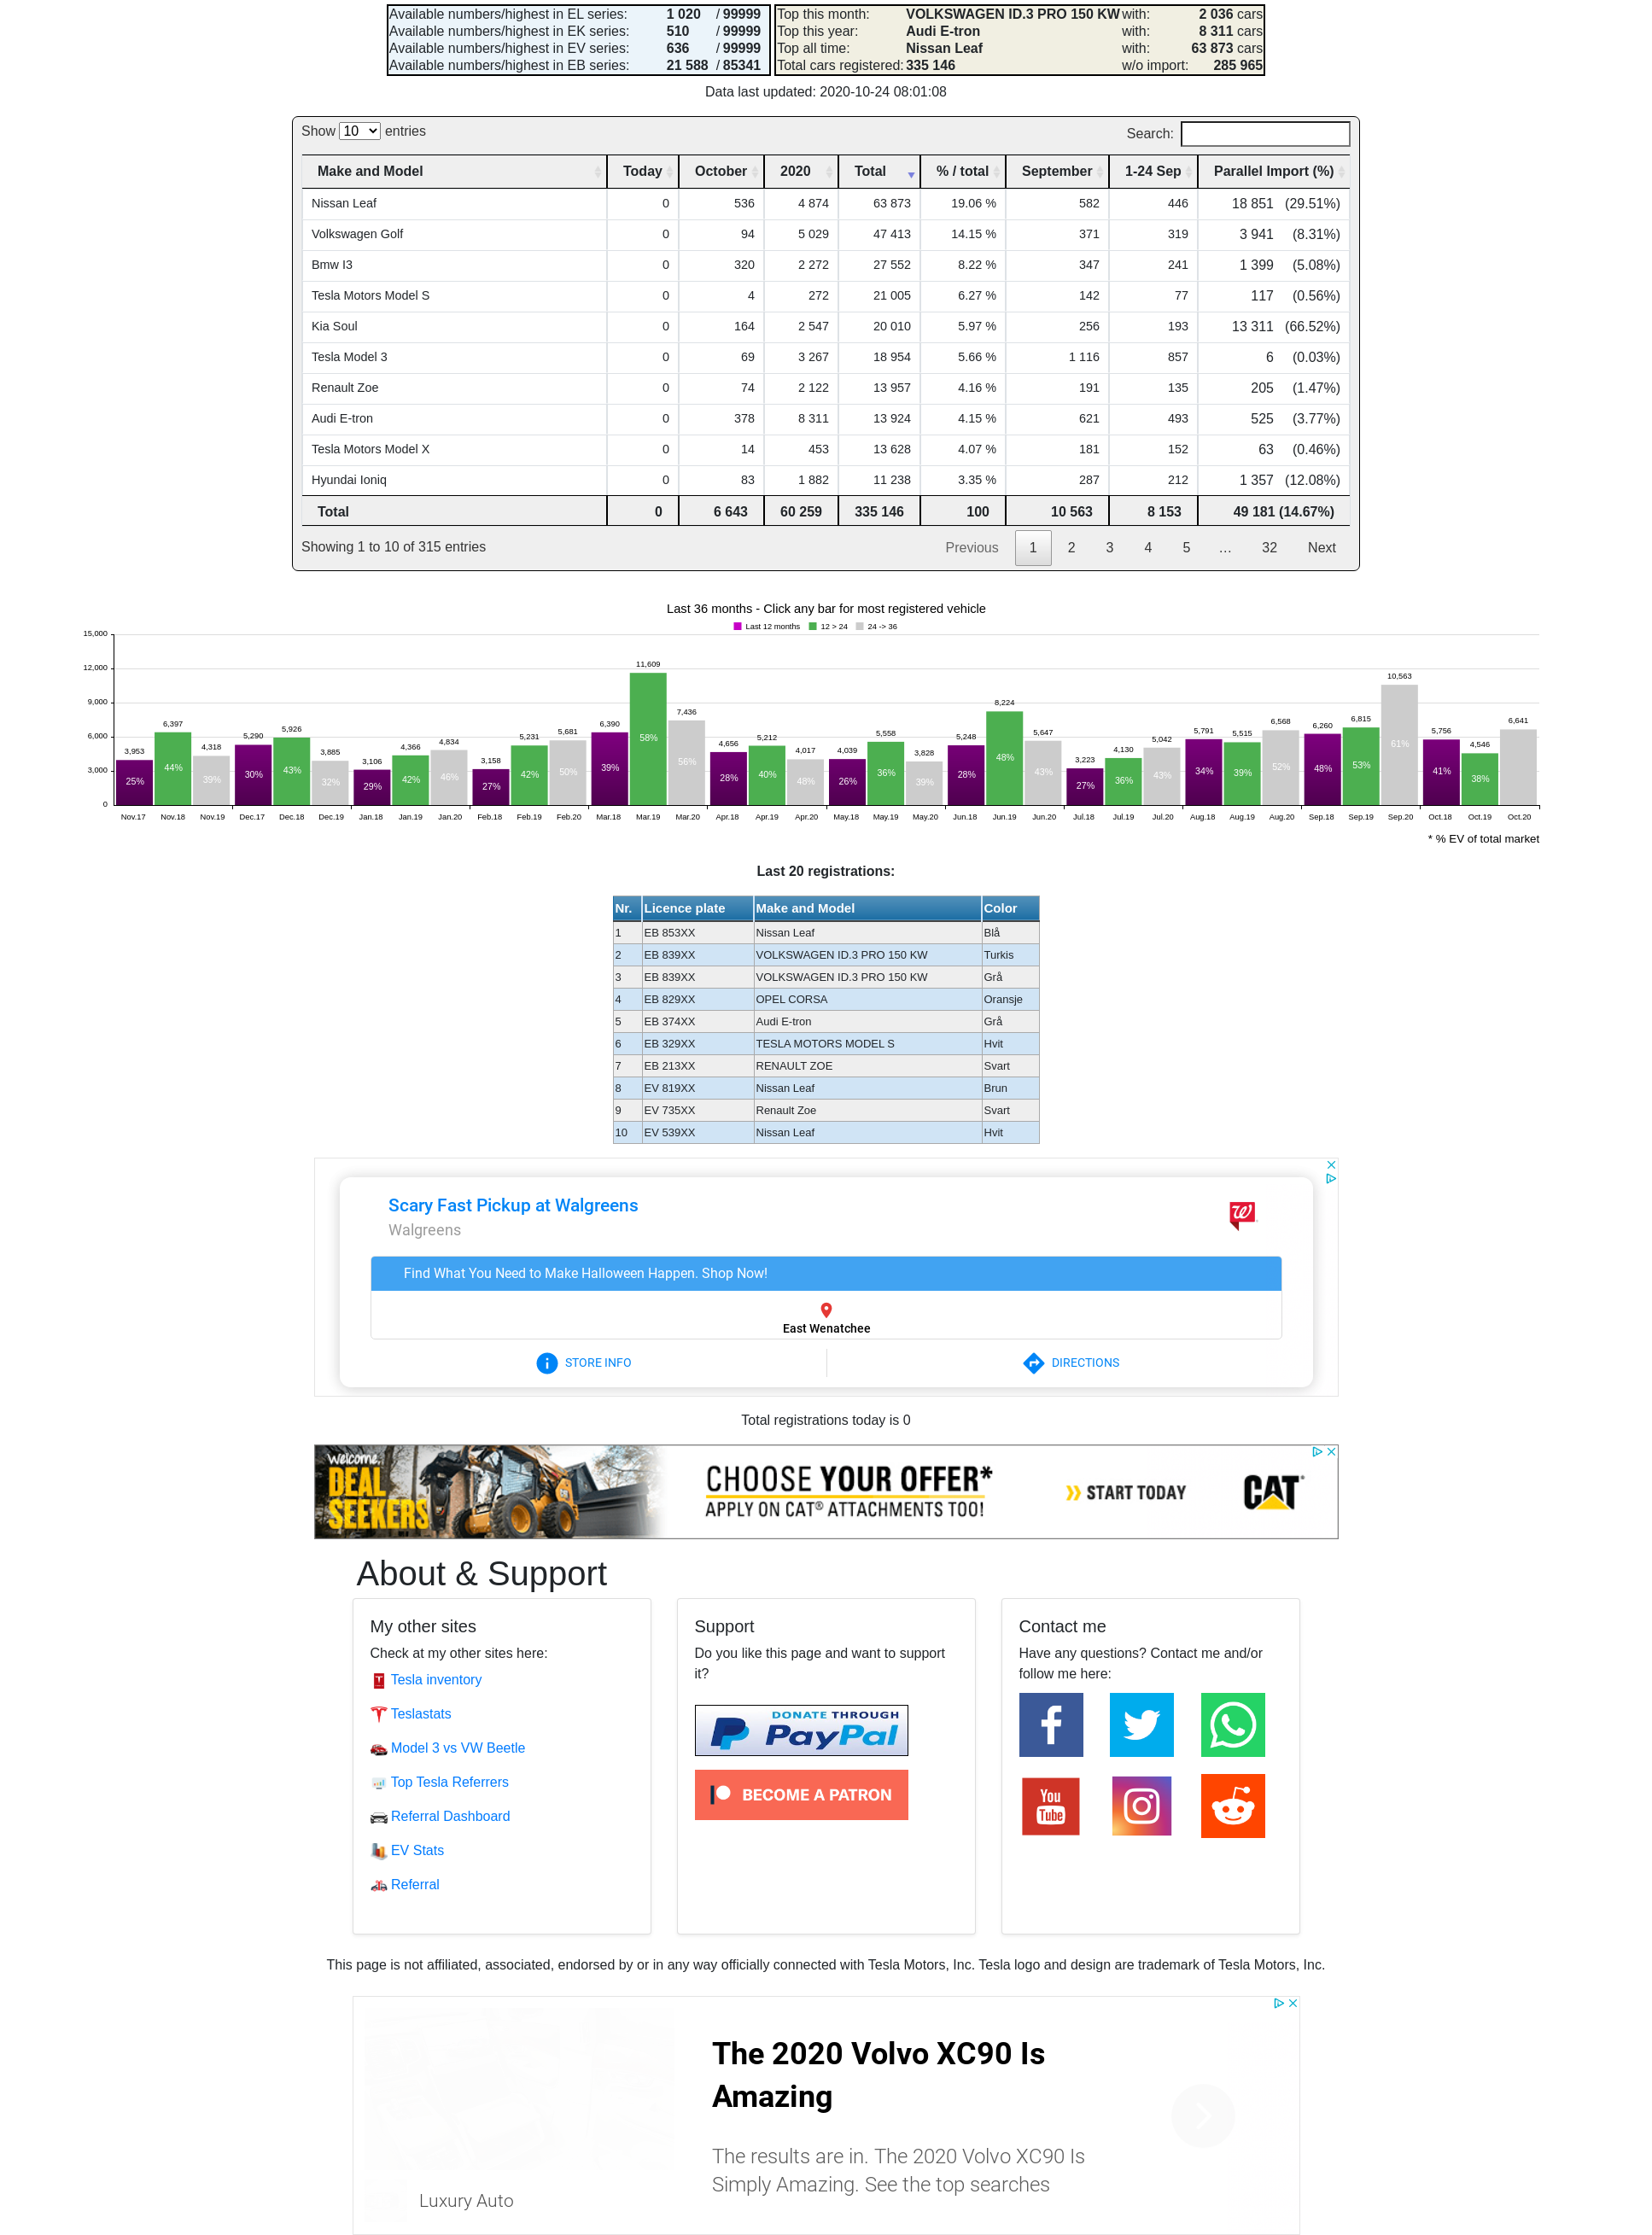 Available numbers/highest in EL series: 1 020 / 99999
Available numbers/highest in EK series: 510 / 99999
Available numbers/highest in EV series: 636 / 99999
Available numbers/highest in EB series: 21 588 / 85341
Top this month: VOLKSWAGEN ID.3 PRO 150 KW with: 2 036 cars
Top this year: Audi E-tron with: 8 311 cars
Top all time: Nissan Leaf with: 63 873 cars
Total cars registered: 335 146 w/o import: 285 965
Data last updated: 2020-10-24 08:01:08
Show 10 entries Search:
Make and Model Today October 2020 Total % / total September 1-24 Sep Parallel Import (%)
Nissan Leaf 0 536 4 874 63 873 19.06 % 582 446 18 851 (29.51%)
Volkswagen Golf 0 94 5 029 47 413 14.15 % 371 319 3 941 (8.31%)
Bmw I3 0 320 2 272 27 552 8.22 % 347 241 1 399 (5.08%)
Tesla Motors Model S 0 4 272 21 005 6.27 % 142 77 117 (0.56%)
Kia Soul 0 164 2 547 20 010 5.97 % 256 193 13 311 (66.52%)
Tesla Model 3 0 69 3 267 18 954 5.66 % 1 116 857 6 (0.03%)
Renault Zoe 0 74 2 122 13 957 4.16 % 191 135 205 (1.47%)
Audi E-tron 0 378 8 311 13 924 4.15 % 621 493 525 (3.77%)
Tesla Motors Model X 0 14 453 13 628 4.07 % 181 152 63 (0.46%)
Hyundai Ioniq 0 83 1 882 11 238 3.35 % 287 212 1 357 (12.08%)
Total 0 6 643 60 259 335 146 100 10 563 8 153 49 181 (14.67%)
Showing 1 to 10 of 315 entries Previous 1 2 3 4 5 … 32 Next
Last 36 months - Click any bar for most registered vehicle
Last 12 months 12 > 24 24 -> 36
15,000
12,000
9,000
6,000
3,000
0
3,953 6,397 4,318 5,290 5,926 3,885 3,106 4,366 4,834 3,158 5,231 5,681 6,390 11,609 7,436 4,656 5,212 4,017 4,039 5,558 3,828 5,248 8,224 5,647 3,223 4,130 5,042 5,791 5,515 6,568 6,260 6,815 10,563 5,756 4,546 6,641
25% 44% 39% 30% 43% 32% 29% 42% 46% 27% 42% 50% 39% 58% 56% 28% 40% 48% 26% 36% 39% 28% 48% 43% 27% 36% 43% 34% 39% 52% 48% 53% 61% 41% 38%
Nov.17 Nov.18 Nov.19 Dec.17 Dec.18 Dec.19 Jan.18 Jan.19 Jan.20 Feb.18 Feb.19 Feb.20 Mar.18 Mar.19 Mar.20 Apr.18 Apr.19 Apr.20 May.18 May.19 May.20 Jun.18 Jun.19 Jun.20 Jul.18 Jul.19 Jul.20 Aug.18 Aug.19 Aug.20 Sep.18 Sep.19 Sep.20 Oct.18 Oct.19 Oct.20
* % EV of total market
Last 20 registrations:
Nr. Licence plate Make and Model Color
1 EB 853XX Nissan Leaf Blå
2 EB 839XX VOLKSWAGEN ID.3 PRO 150 KW Turkis
3 EB 839XX VOLKSWAGEN ID.3 PRO 150 KW Grå
4 EB 829XX OPEL CORSA Oransje
5 EB 374XX Audi E-tron Grå
6 EB 329XX TESLA MOTORS MODEL S Hvit
7 EB 213XX RENAULT ZOE Svart
8 EV 819XX Nissan Leaf Brun
9 EV 735XX Renault Zoe Svart
10 EV 539XX Nissan Leaf Hvit
Scary Fast Pickup at Walgreens
Walgreens
Find What You Need to Make Halloween Happen. Shop Now!
East Wenatchee
STORE INFO DIRECTIONS
Total registrations today is 0
Welcome,
DEAL
SEEKERS
CHOOSE YOUR OFFER*
APPLY ON CAT® ATTACHMENTS TOO!
START TODAY
CAT
About & Support
My other sites
Check at my other sites here:
Tesla inventory
Teslastats
Model 3 vs VW Beetle
Top Tesla Referrers
Referral Dashboard
EV Stats
Referral
Support
Do you like this page and want to support
it?
DONATE THROUGH
PayPal
BECOME A PATRON
Contact me
Have any questions? Contact me and/or
follow me here:
You
Tube
This page is not affiliated, associated, endorsed by or in any way officially connected with Tesla Motors, Inc. Tesla logo and design are trademark of Tesla Motors, Inc.
The 2020 Volvo XC90 Is
Amazing
The results are in. The 2020 Volvo XC90 Is
Simply Amazing. See the top searches
Luxury Auto